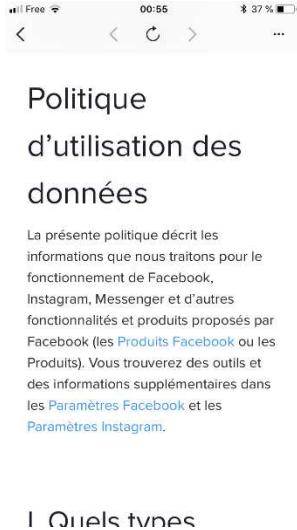 Free 00:55 37 %
Politique
d'utilisation des
données
La présente politique décrit les
informations que nous traitons pour le
fonctionnement de Facebook,
Instagram, Messenger et d'autres
fonctionnalités et produits proposés par
Facebook (les Produits Facebook ou les
Produits). Vous trouverez des outils et
des informations supplémentaires dans
les Paramètres Facebook et les
Paramètres Instagram.
I. Quels types